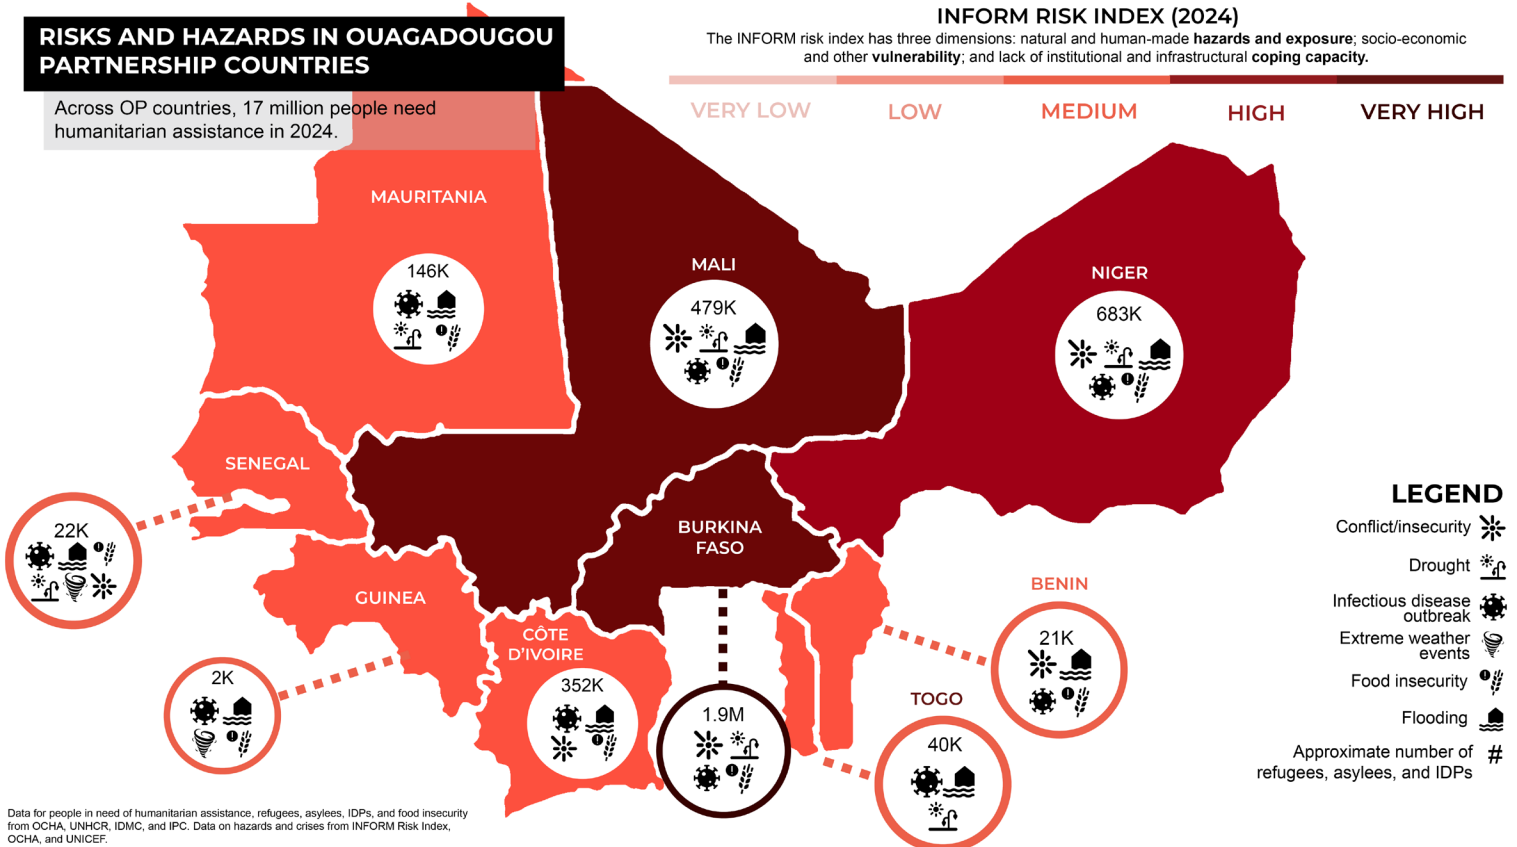 RISKS AND HAZARDS IN OUAGADOUGOU
PARTNERSHIP COUNTRIES
Across OP countries, 17 million people need
humanitarian assistance in 2024.
INFORM RISK INDEX (2024)
The INFORM risk index has three dimensions: natural and human-made hazards and exposure; socio-economic
and other vulnerability; and lack of institutional and infrastructural coping capacity.
VERY LOW
LOW
MEDIUM
HIGH
VERY HIGH
MAURITANIA
146K
MALI
479K
NIGER
683K
SENEGAL
22K
GUINEA
2K
CÔTE
D'IVOIRE
352K
BURKINA
FASO
1.9M
BENIN
21K
TOGO
40K
LEGEND
Conflict/insecurity
Drought
Infectious disease
outbreak
Extreme weather
events
Food insecurity
Flooding
Approximate number of #
refugees, asylees, and IDPs
Data for people in need of humanitarian assistance, refugees, asylees, IDPs, and food insecurity
from OCHA, UNHCR, IDMC, and IPC. Data on hazards and crises from INFORM Risk Index,
OCHA, and UNICEF.